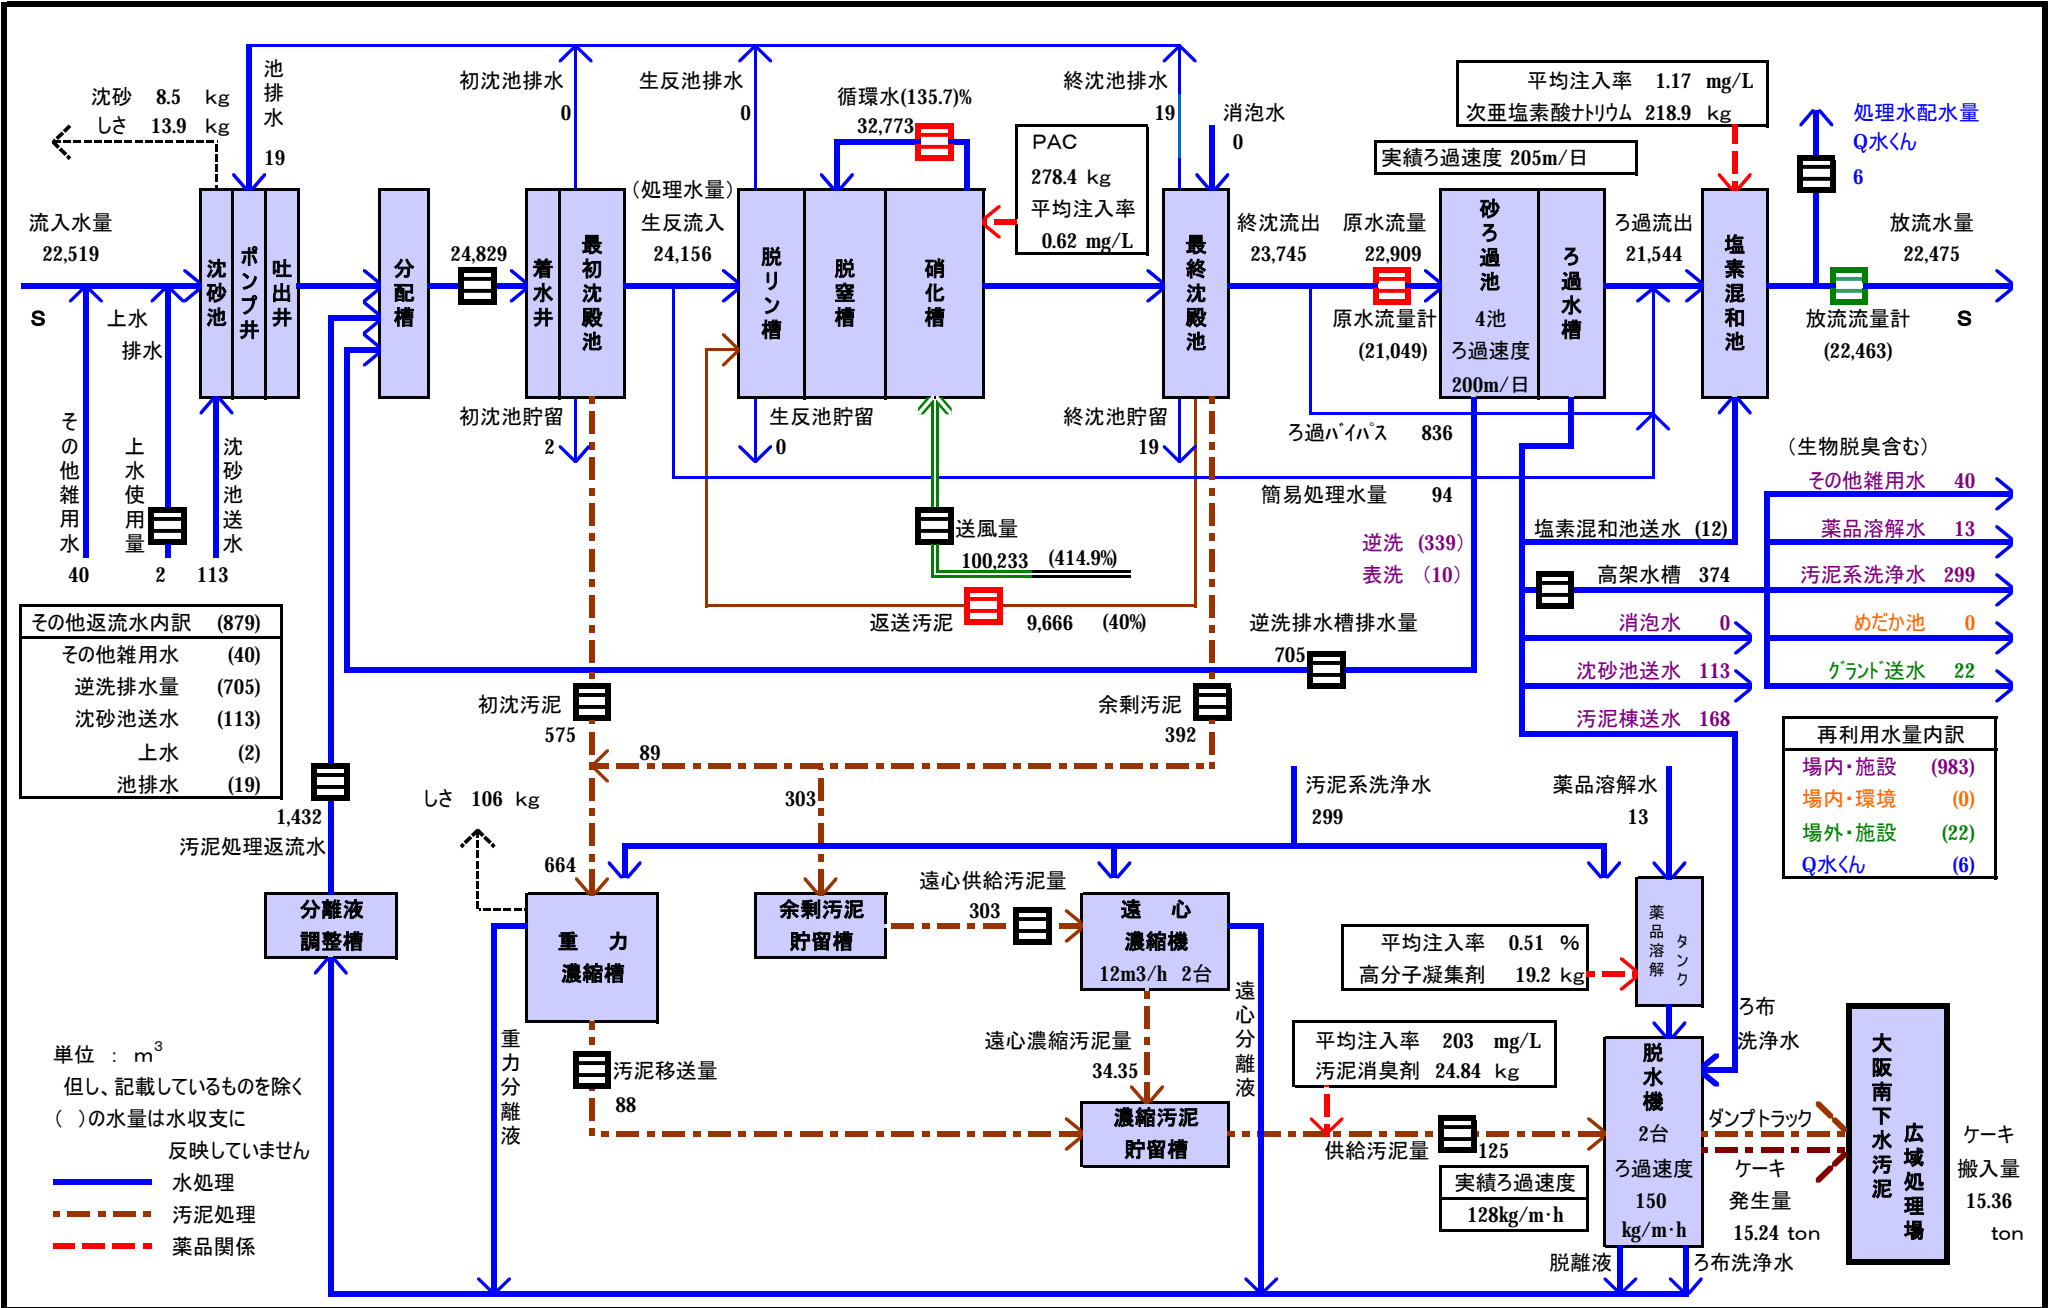 沈砂 8.5 kg
しさ 13.9 kg
池排水
19
初沈池排水
0
生反池排水
0
循環水(135.7)%
32,773
PAC
278.4 kg
平均注入率
0.62 mg/L
終沈池排水
19
消泡水
0
平均注入率 1.17 mg/L
次亜塩素酸ナトリウム 218.9 kg
実績ろ過速度 205m/日
処理水配水量
Q水くん
6
流入水量
22,519
S
上水
排水
沈砂池
ポンプ井
吐出井
分配槽
24,829
着水井
最初沈殿池
(処理水量)
生反流入
24,156
脱リン槽
脱窒槽
硝化槽
最終沈殿池
終沈流出
23,745
原水流量
22,909
原水流量計
(21,049)
砂ろ過池
4池
ろ過速度
200m/日
ろ過水槽
ろ過流出
21,544
塩素混和池
放流水量
22,475
放流流量計
(22,463)
S
その他雑用水
40
上水使用量
2
沈砂池送水
113
初沈池貯留
2
生反池貯留
0
終沈池貯留
19
ろ過バイパス 836
簡易処理水量 94
逆洗 (339)
表洗 (10)
送風量
100,233 (414.9%)
返送汚泥 9,666 (40%)
逆洗排水槽排水量
705
塩素混和池送水 (12)
高架水槽 374
消泡水 0
沈砂池送水 113
汚泥棟送水 168
(生物脱臭含む)
その他雑用水 40
薬品溶解水 13
汚泥系洗浄水 299
めだか池 0
グランド送水 22
その他返流水内訳 (879)
その他雑用水 (40)
逆洗排水量 (705)
沈砂池送水 (113)
上水 (2)
池排水 (19)
1,432
汚泥処理返流水
初沈汚泥
575
余剰汚泥
392
89
303
再利用水量内訳
場内・施設 (983)
場内・環境 (0)
場外・施設 (22)
Q水くん (6)
しさ 106 kg
664
汚泥系洗浄水
299
薬品溶解水
13
分離液
調整槽
重 力
濃縮槽
余剰汚泥
貯留槽
遠心供給汚泥量
303
遠 心
濃縮機
12m3/h 2台
平均注入率 0.51 %
高分子凝集剤 19.2 kg
薬品溶解
タンク
重力分離液
遠心分離液
遠心濃縮汚泥量
34.35
汚泥移送量
88
濃縮汚泥
貯留槽
平均注入率 203 mg/L
汚泥消臭剤 24.84 kg
供給汚泥量 125
実績ろ過速度
128kg/m・h
ろ布
洗浄水
脱水機
2台
ろ過速度
150
kg/m・h
ダンプトラック
ケーキ
発生量
15.24 ton
大阪南下水汚泥
広域処理場
ケーキ
搬入量
15.36
ton
脱離液
ろ布洗浄水
単位 : m³
但し、記載しているものを除く
( )の水量は水収支に
反映していません
水処理
汚泥処理
薬品関係